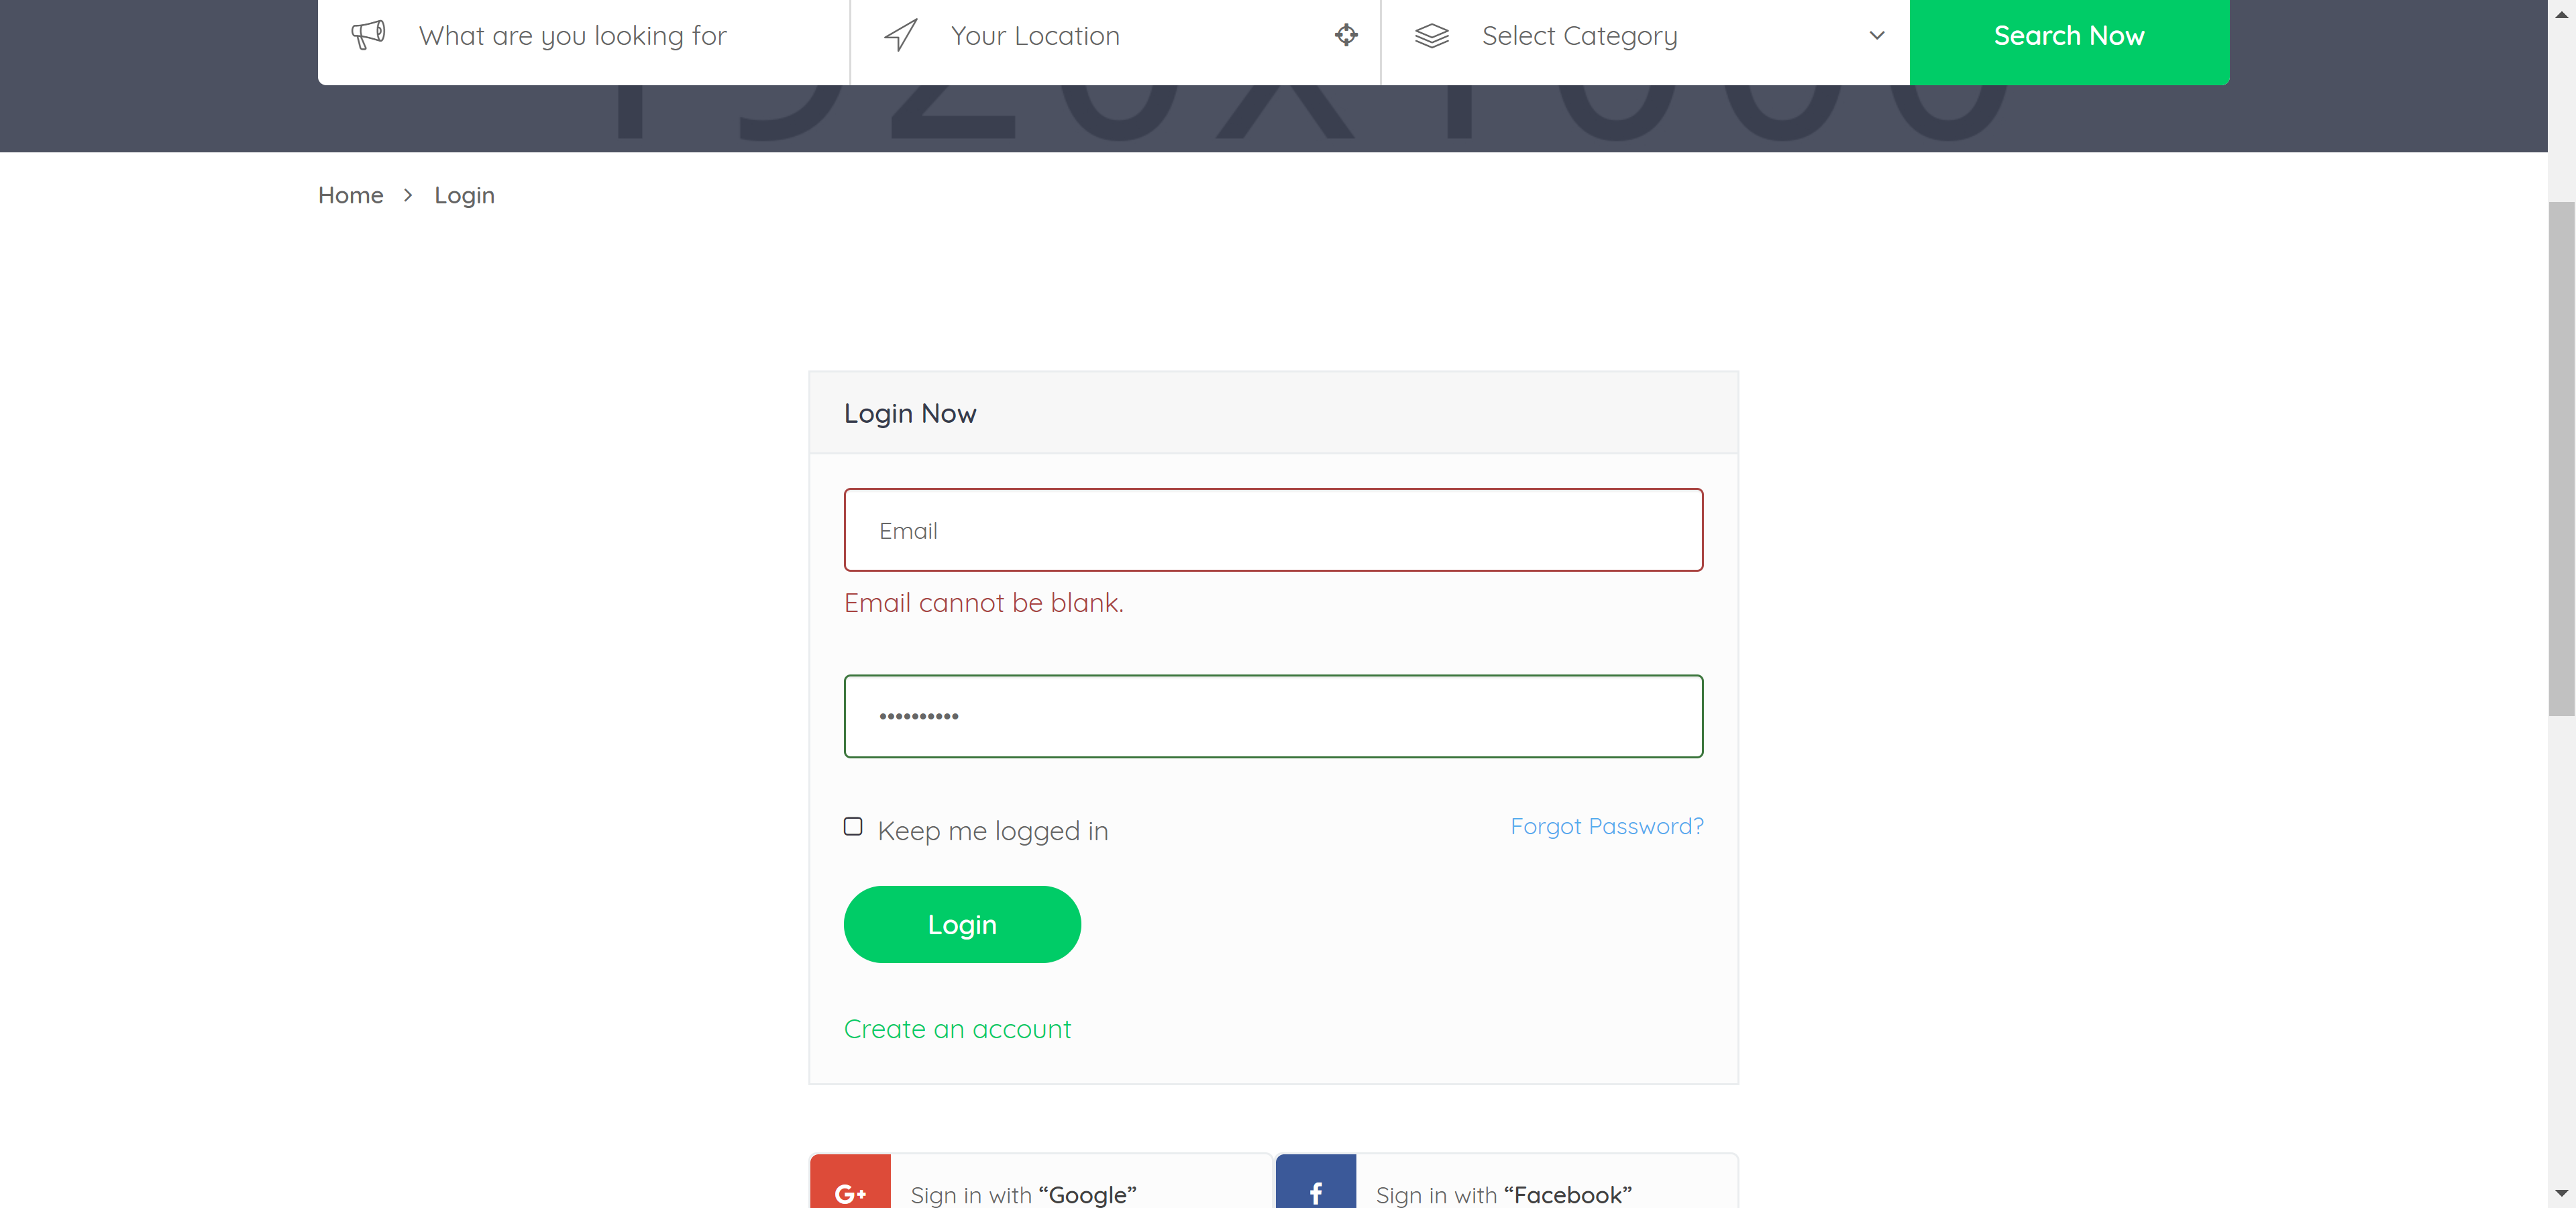 What are you looking for
Your Location
Select Category
Search Now
1920x1000
Home > Login
Login Now
Email
Email cannot be blank.
••••••••••
Keep me logged in
Forgot Password?
Login
Create an account
G+ Sign in with “Google”
f Sign in with “Facebook”